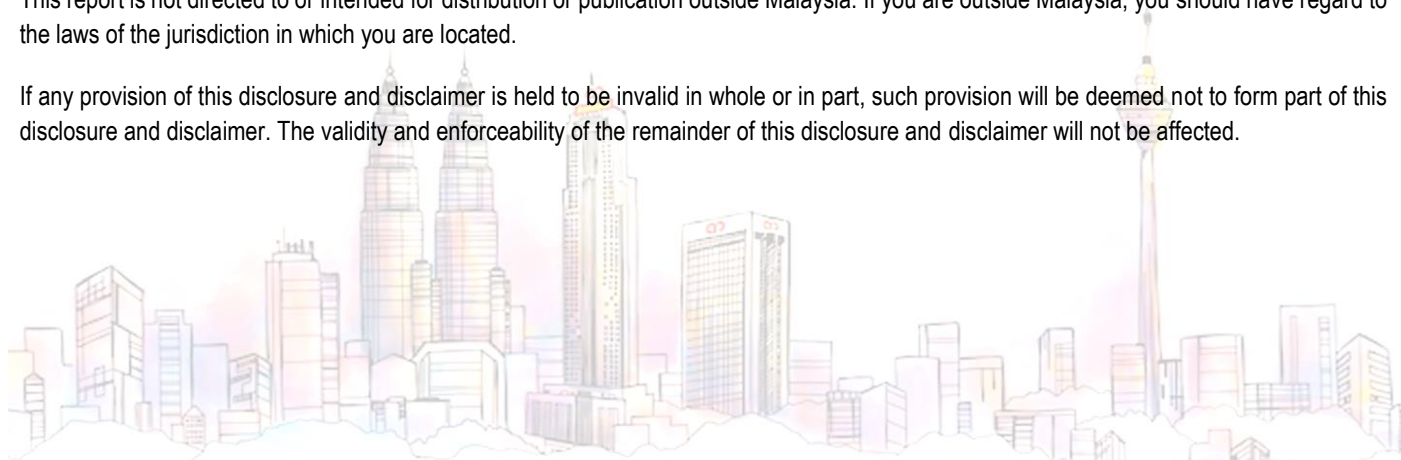 This report is not directed to or intended for distribution or publication outside Malaysia. If you are outside Malaysia, you should have regard to
the laws of the jurisdiction in which you are located.
If any provision of this disclosure and disclaimer is held to be invalid in whole or in part, such provision will be deemed not to form part of this
disclosure and disclaimer. The validity and enforceability of the remainder of this disclosure and disclaimer will not be affected.